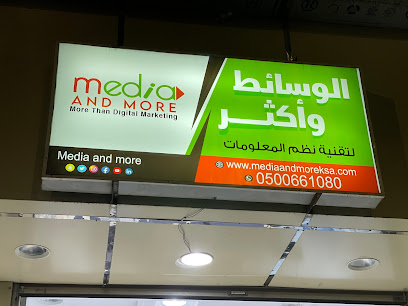 media
AND MORE
More Than Digital Marketing
Media and more
الوسائط
وأكثر
لتقنية نظم المعلومات
www.mediaandmoreksa.com
0500661080